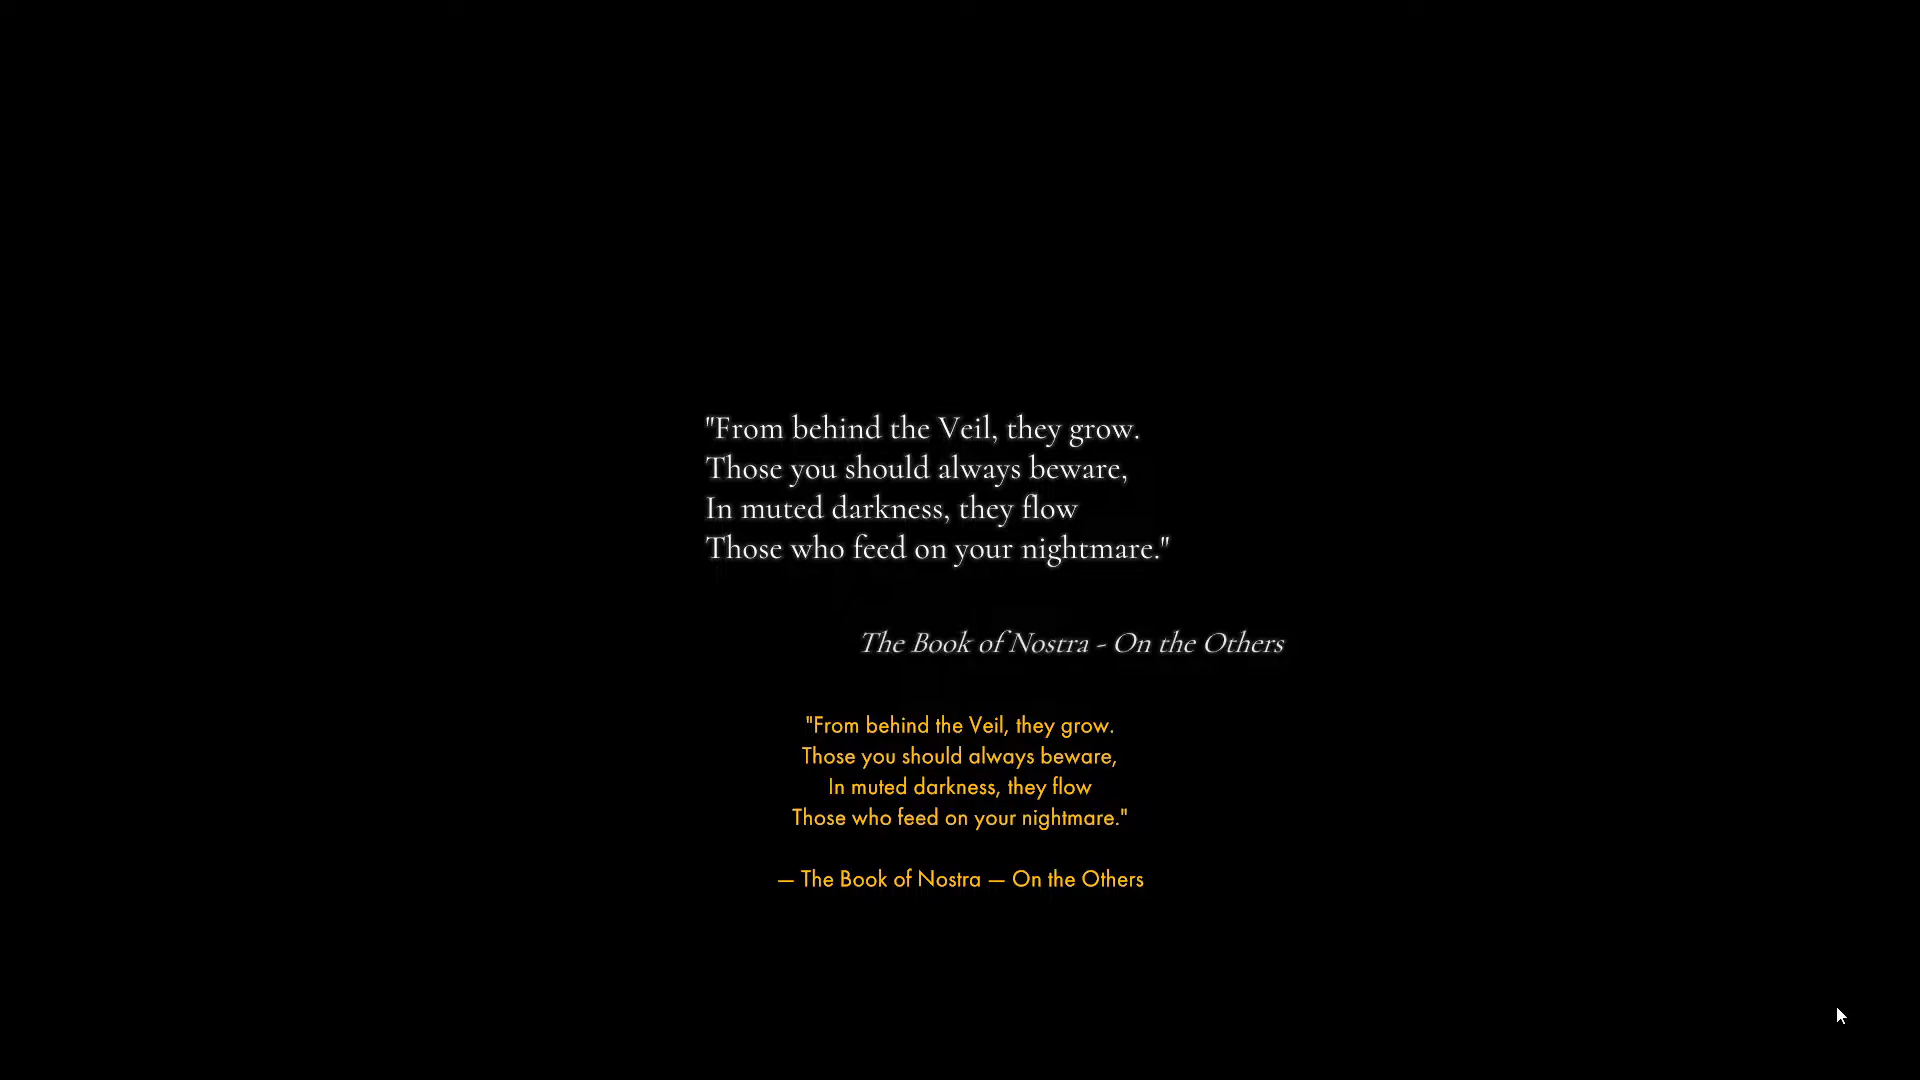 "From behind the Veil, they grow.
Those you should always beware,
In muted darkness, they flow
Those who feed on your nightmare."
The Book of Nostra - On the Others
"From behind the Veil, they grow.
Those you should always beware,
In muted darkness, they flow
Those who feed on your nightmare."
— The Book of Nostra — On the Others